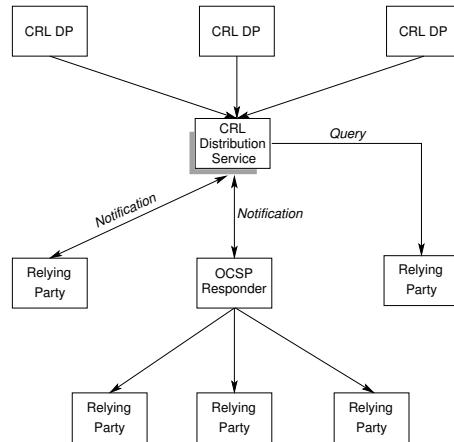 CRL DP
CRL DP
CRL DP
CRL
Distribution
Service
Query
Notification
Notification
Relying
Party
OCSP
Responder
Relying
Party
Relying
Party
Relying
Party
Relying
Party